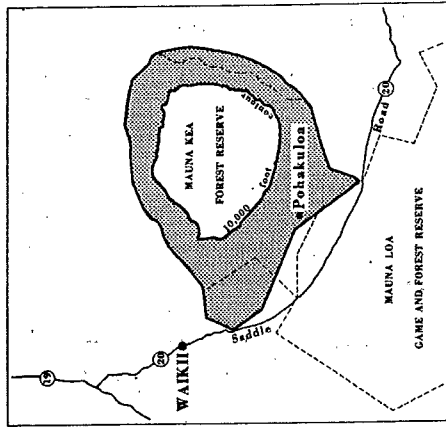 19
20
WAIKII
MAUNA KEA
FOREST RESERVE
10,000 foot contour
Pohakuloa
Saddle Road
20
MAUNA LOA
GAME AND FOREST RESERVE